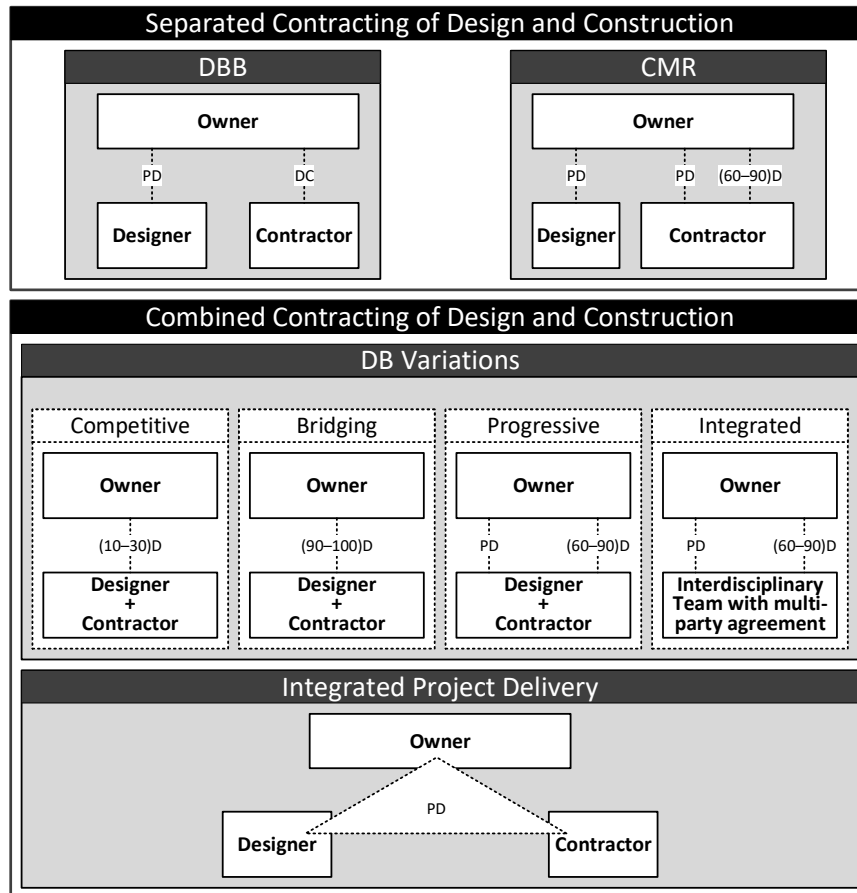 Separated Contracting of Design and Construction
DBB
Owner
PD
DC
Designer
Contractor
CMR
Owner
PD
PD
(60–90)D
Designer
Contractor
Combined Contracting of Design and Construction
DB Variations
Competitive
Owner
(10–30)D
Designer
+
Contractor
Bridging
Owner
(90–100)D
Designer
+
Contractor
Progressive
Owner
PD
(60–90)D
Designer
+
Contractor
Integrated
Owner
PD
(60–90)D
Interdisciplinary
Team with multi-
party agreement
Integrated Project Delivery
Owner
PD
Designer
Contractor